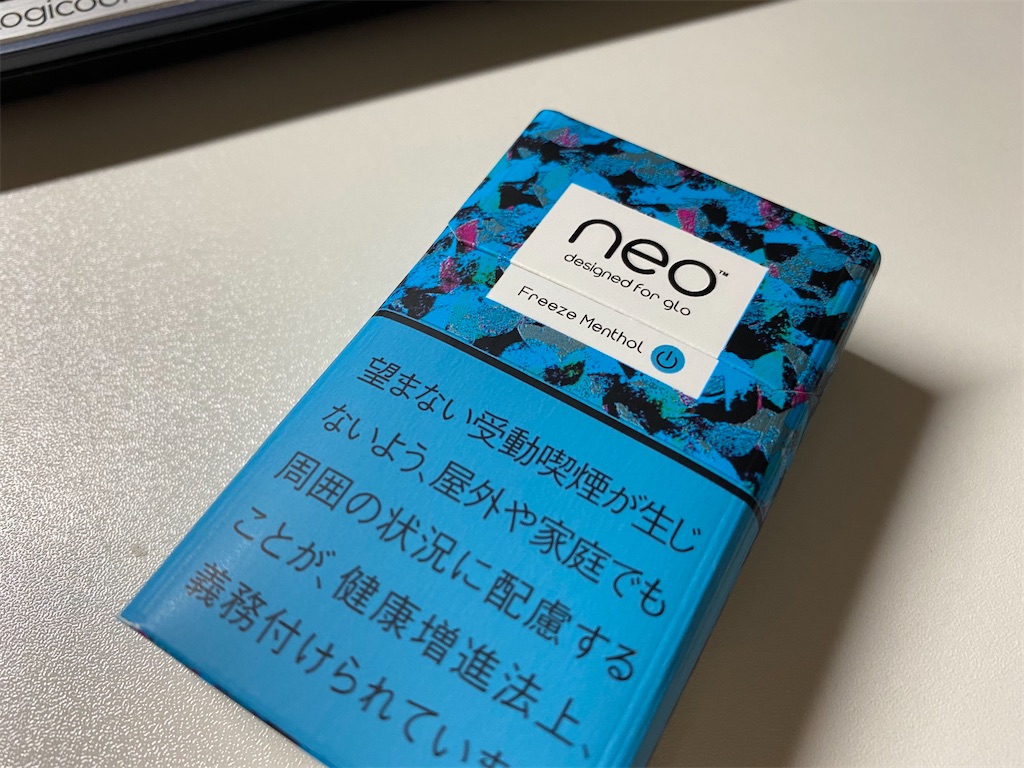 ogicool
neo™
designed for glo
Freeze Menthol
望まない受動喫煙が生じ
ないよう、屋外や家庭でも
周囲の状況に配慮する
ことが、健康増進法上、
義務付けられていま